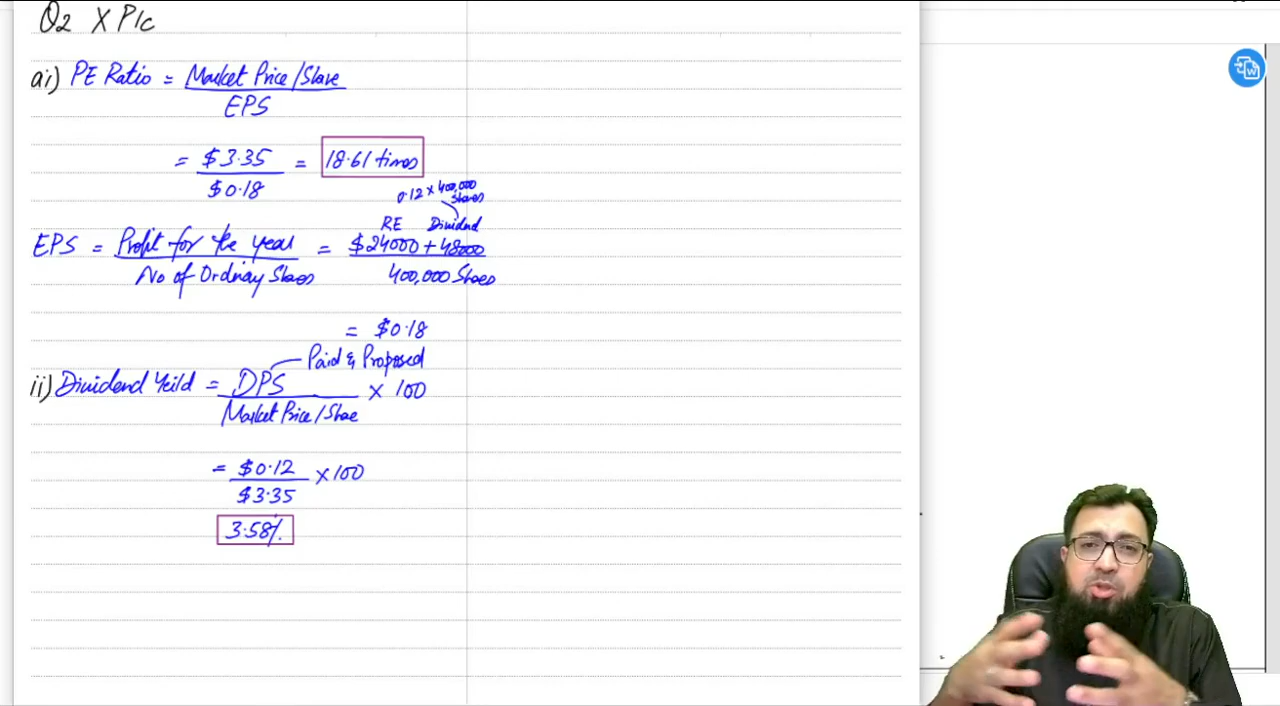 Q2 X Plc
ai) PE Ratio = Market Price/Share
EPS
= $3.35 = 18.61 times
$0.18
0.12 x 400,000
Shares
RE Dividend
EPS = Profit for the year = $24000 + 48000
No of Ordinary Shares 400,000 Shares
= $0.18
Paid & Proposed
ii) Dividend Yeild = DPS x 100
Market Price/Share
= $0.12 x 100
$3.35
3.58%
W